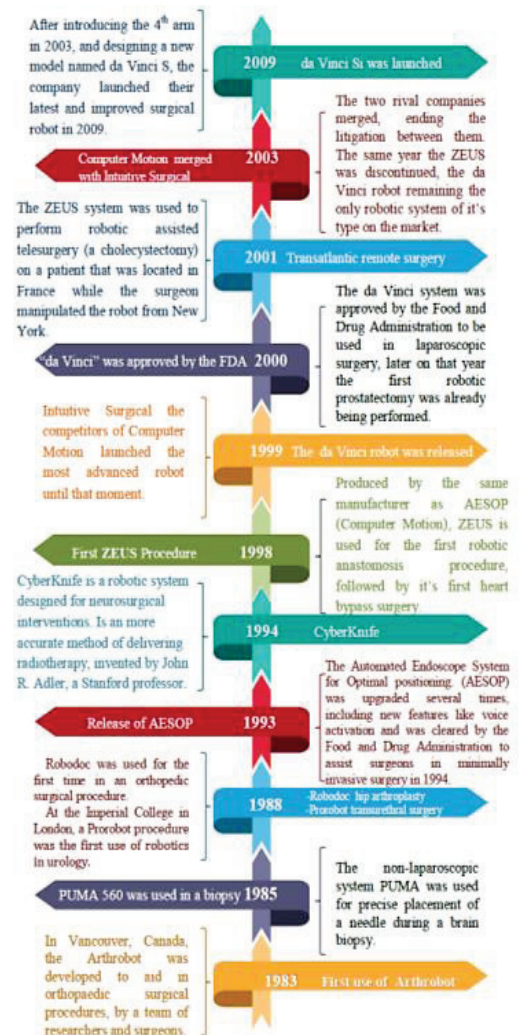 After introducing the 4th arm
in 2003, and designing a new
model named da Vinci S, the
company launched their
latest and improved surgical
robot in 2009.
2009 da Vinci Si was launched
The two rival companies
merged, ending the
litigation between them.
The same year the ZEUS
was discontinued, the da
Vinci robot remaining the
only robotic system of it's
type on the market.
Computer Motion merged
with Intuitive Surgical
2003
The ZEUS system was used to
perform robotic assisted
telesurgery (a cholecystectomy)
on a patient that was located in
France while the surgeon
manipulated the robot from New
York.
2001 Transatlantic remote surgery
The da Vinci system was
approved by the Food and
Drug Administration to be
used in laparoscopic
surgery, later on that year
the first robotic
prostatectomy was already
being performed.
"da Vinci" was approved by the FDA 2000
Intuitive Surgical the
competitors of Computer
Motion launched the
most advanced robot
until that moment.
1999 The da Vinci robot was released
Produced by the same
manufacturer as AESOP
(Computer Motion), ZEUS is
used for the first robotic
anastomosis procedure,
followed by it's first heart
bypass surgery
First ZEUS Procedure 1998
CyberKnife is a robotic system
designed for neurosurgical
interventions. Is an more
accurate method of delivering
radiotherapy, invented by John
R. Adler, a Stanford professor.
1994 CyberKnife
The Automated Endoscope System
for Optimal positioning. (AESOP)
was upgraded several times,
including new features like voice
activation and was cleared by the
Food and Drug Administration to
assist surgeons in minimally
invasive surgery in 1994.
Release of AESOP 1993
Robodoc was used for the
first time in an orthopedic
surgical procedure.
At the Imperial College in
London, a Prorobot procedure
was the first use of robotics
in urology.
1988
-Robodoc hip arthroplasty
-Prorobot transurethral surgery
The non-laparoscopic
system PUMA was used
for precise placement of
a needle during a brain
biopsy.
PUMA 560 was used in a biopsy 1985
In Vancouver, Canada,
the Arthrobot was
developed to aid in
orthopaedic surgical
procedures, by a team of
researchers and surgeons.
1983 First use of Arthrobot